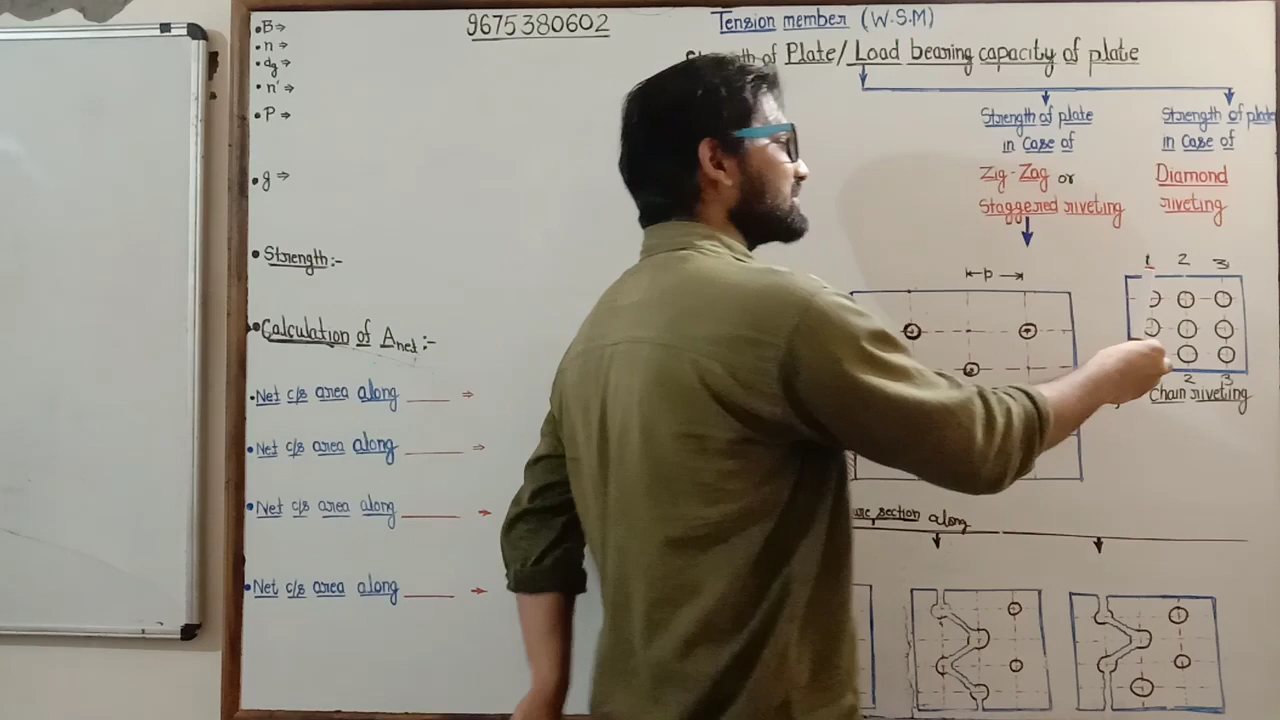 9675380602
Tension member (W.S.M)
of Plate/ Load bearing capacity of plate
• B ⇒
• n ⇒
• dg ⇒
• n' ⇒
• P ⇒
• g ⇒
• Strength:-
• Calculation of Anet:-
• Net c/s area along ____ ⇒
• Net c/s area along ____ ⇒
• Net c/s area along ____ →
• Net c/s area along ____ →
Strength of plate
in case of
Zig-Zag or
Staggered riveting
Strength of plate
in case of
Diamond
riveting
p
1 2 3
2 3
Chain riveting
section along